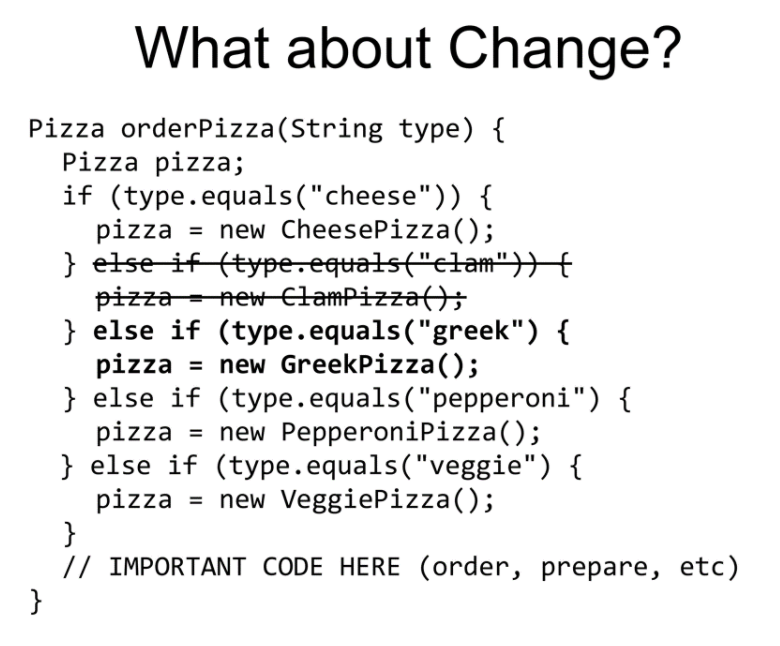 What about Change?
Pizza orderPizza(String type) {
Pizza pizza;
if (type.equals("cheese")) {
pizza = new CheesePizza();
} else if (type.equals("clam")) {
pizza = new ClamPizza();
} else if (type.equals("greek") {
pizza = new GreekPizza();
} else if (type.equals("pepperoni") {
pizza = new PepperoniPizza();
} else if (type.equals("veggie") {
pizza = new VeggiePizza();
}
// IMPORTANT CODE HERE (order, prepare, etc)
}